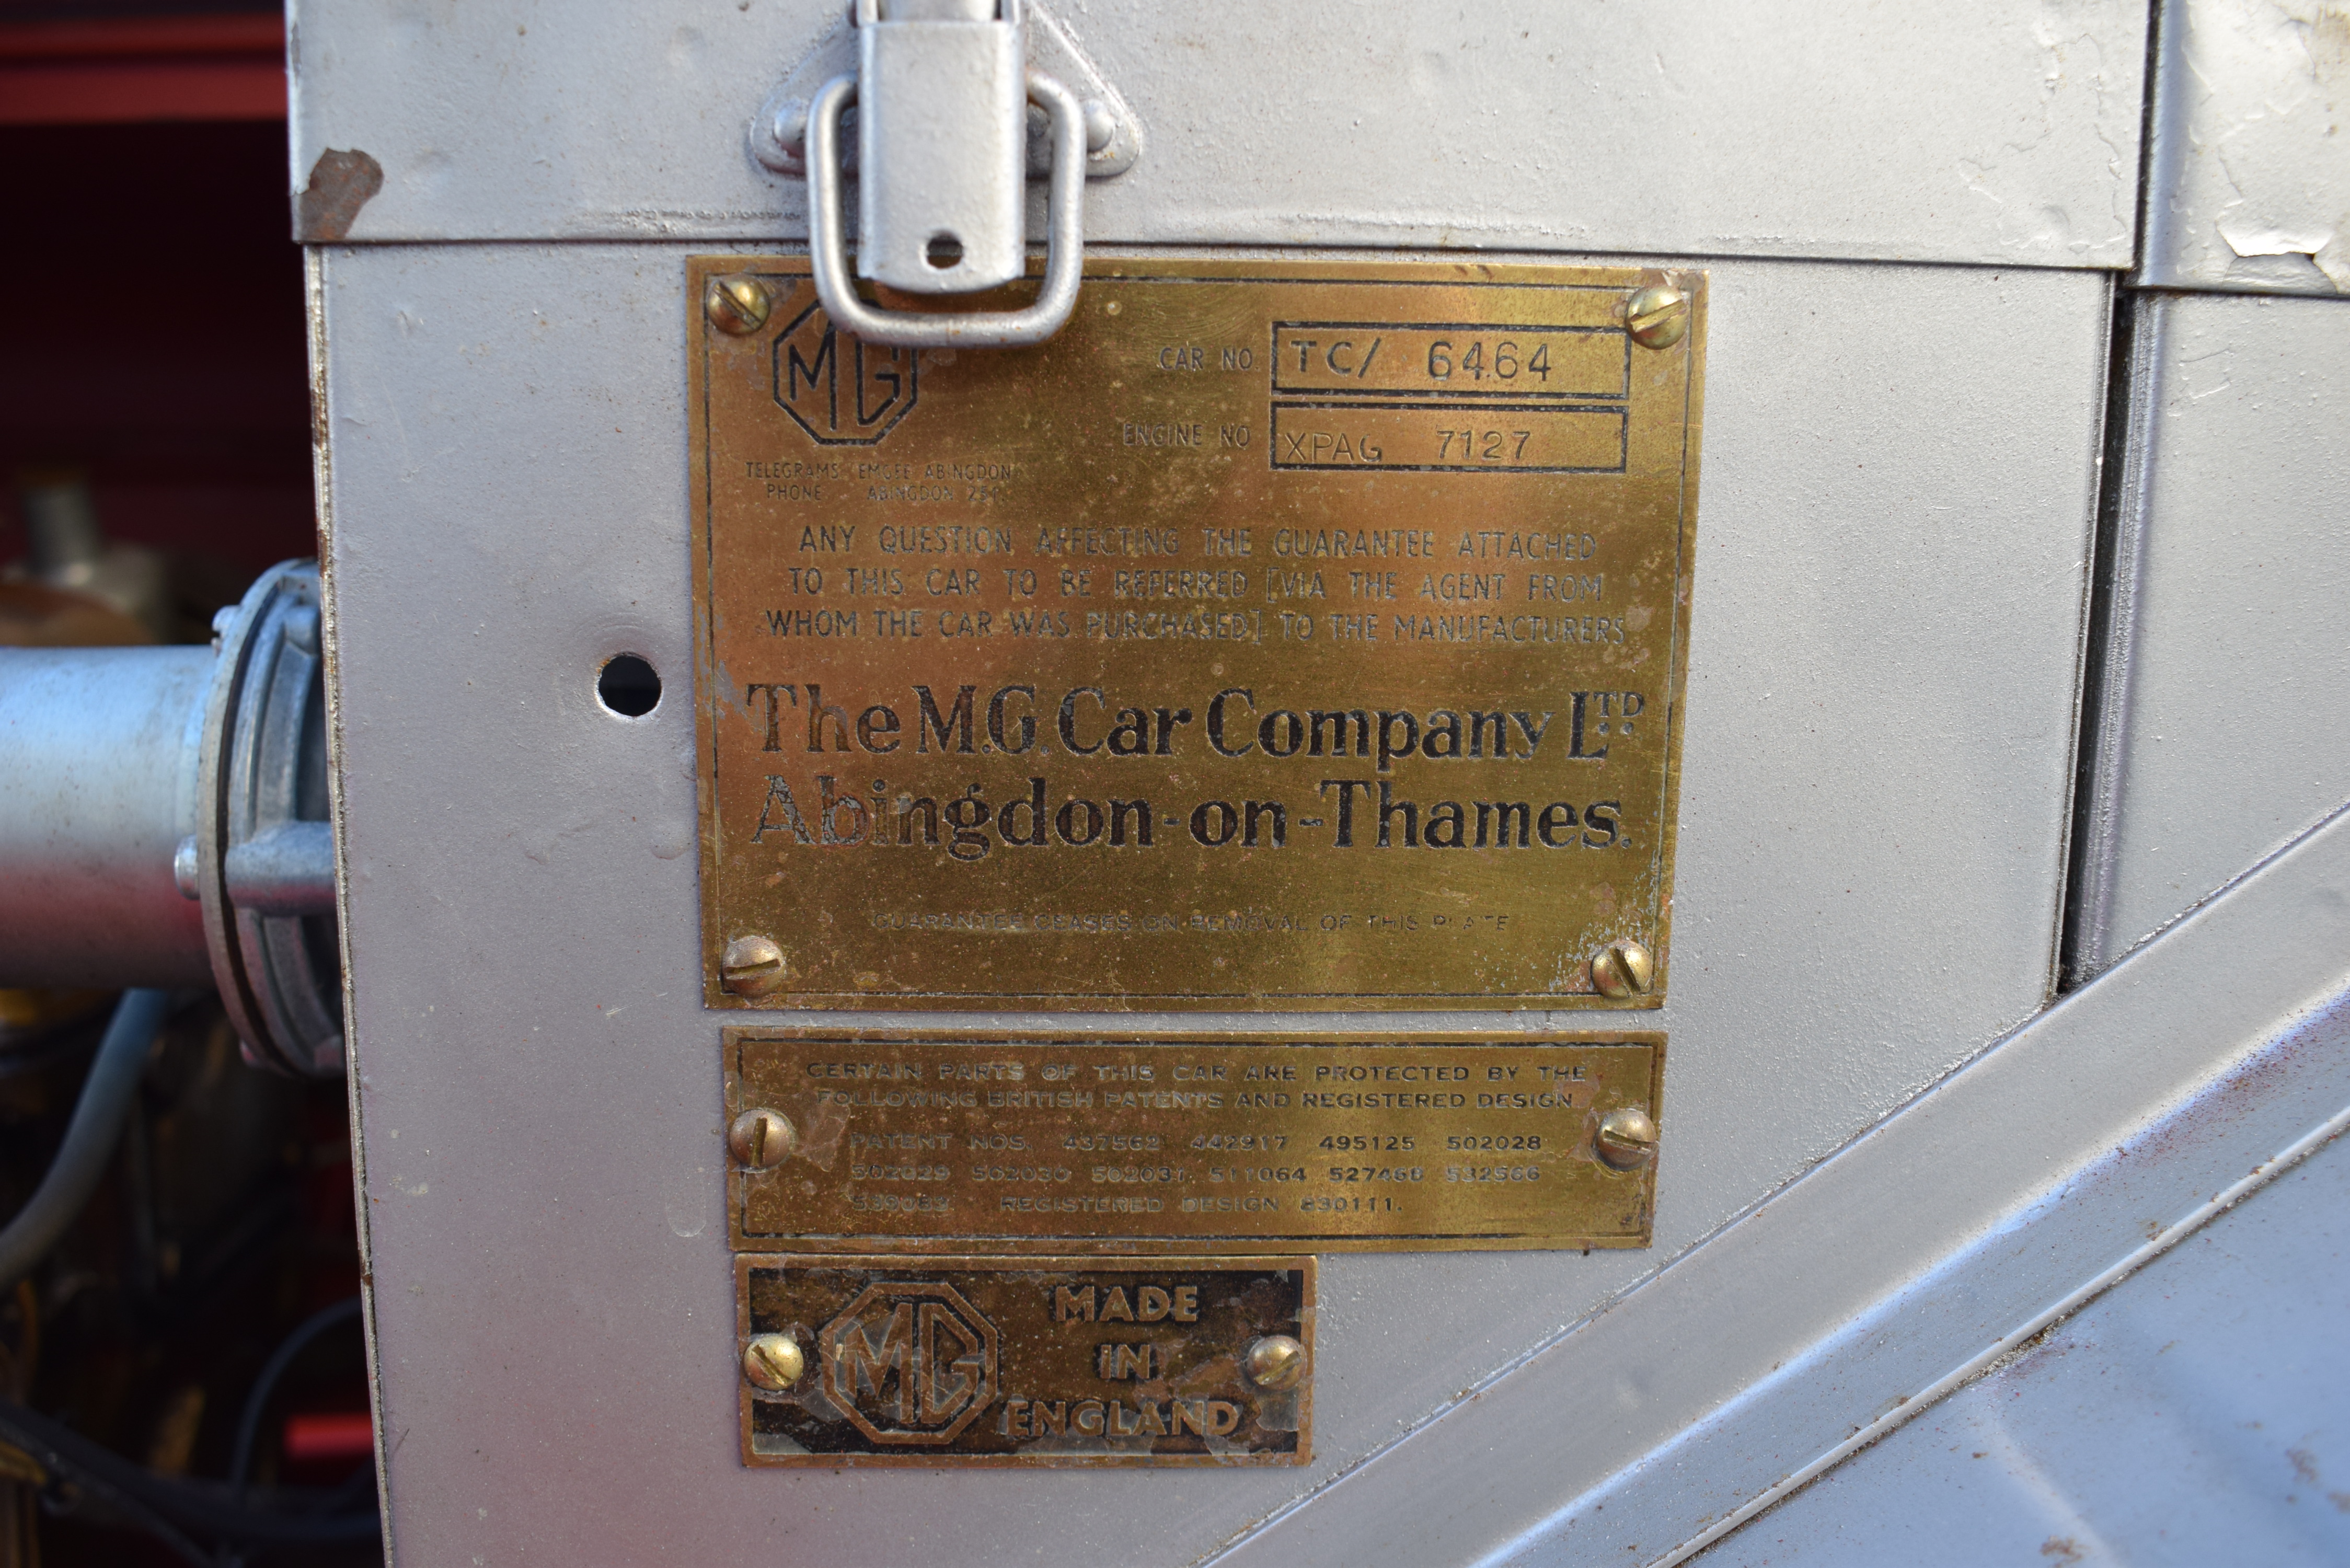 MG
CAR NO TC/ 6464
ENGINE NO XPAG 7127
TELEGRAMS EMGEE ABINGDON
PHONE ABINGDON
ANY QUESTION AFFECTING THE GUARANTEE ATTACHED
TO THIS CAR TO BE REFERRED [VIA THE AGENT FROM
WHOM THE CAR WAS PURCHASED] TO THE MANUFACTURERS
The M.G. Car Company LTD
Abingdon-on-Thames.
GUARANTEE CEASES ON REMOVAL OF THIS PLATE
CERTAIN PARTS OF THIS CAR ARE PROTECTED BY THE
FOLLOWING BRITISH PATENTS AND REGISTERED DESIGN
PATENT NOS. 437562 442917 495125 502028
502029 502030 502031 511064 527468 532566
REGISTERED DESIGN 830111.
MG
MADE
IN
ENGLAND